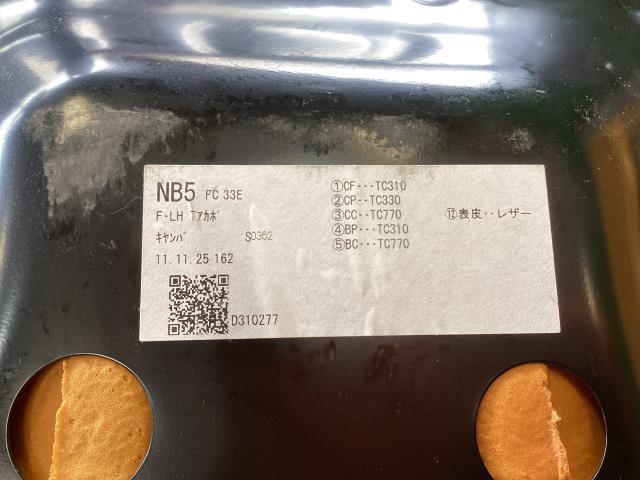 NB5 FC 33E
F・LH Tアカボ
キャンバ S0362
11.11.25 162
D310277
①CF・・・TC310
②CP・・・TC330
③CC・・・TC770
④BP・・・TC310
⑤BC・・・TC770
⑫表皮・・レザー